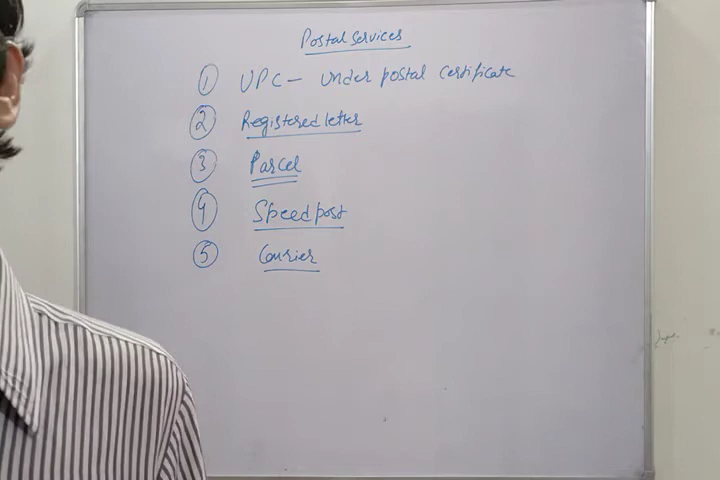 Postal Services
1 UPC - Under postal certificate
2 Registered letter
3 Parcel
4 Speed post
5 Courier